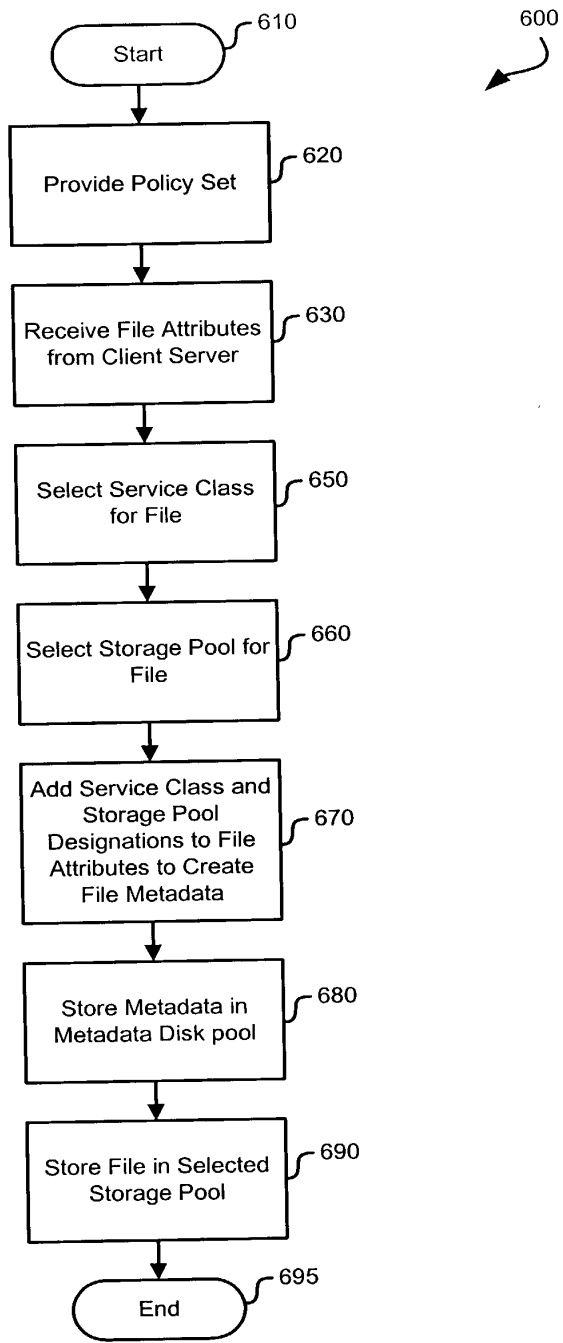 600
Start
610
Provide Policy Set
620
Receive File Attributes
from Client Server
630
Select Service Class
for File
650
Select Storage Pool for
File
660
Add Service Class and
Storage Pool
Designations to File
Attributes to Create
File Metadata
670
Store Metadata in
Metadata Disk pool
680
Store File in Selected
Storage Pool
690
End
695